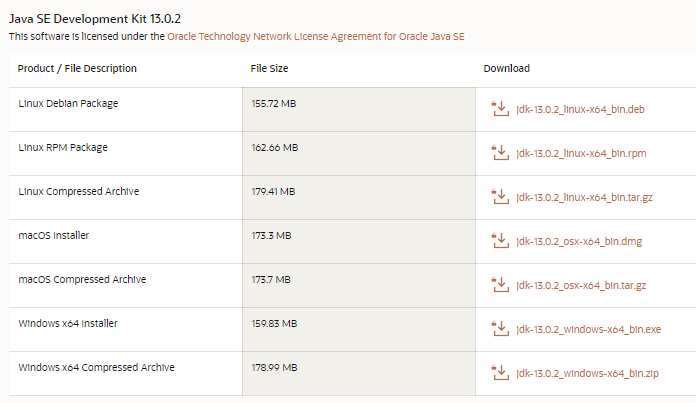 Java SE Development Kit 13.0.2
This software is licensed under the Oracle Technology Network License Agreement for Oracle Java SE
Product / File Description File Size Download
Linux Debian Package 155.72 MB jdk-13.0.2_linux-x64_bin.deb
Linux RPM Package 162.66 MB jdk-13.0.2_linux-x64_bin.rpm
Linux Compressed Archive 179.41 MB jdk-13.0.2_linux-x64_bin.tar.gz
macOS Installer 173.3 MB jdk-13.0.2_osx-x64_bin.dmg
macOS Compressed Archive 173.7 MB jdk-13.0.2_osx-x64_bin.tar.gz
Windows x64 Installer 159.83 MB jdk-13.0.2_windows-x64_bin.exe
Windows x64 Compressed Archive 178.99 MB jdk-13.0.2_windows-x64_bin.zip